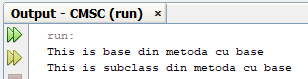 Output - CMSC (run) ×
run:
This is base din metoda cu base
This is subclass din metoda cu base